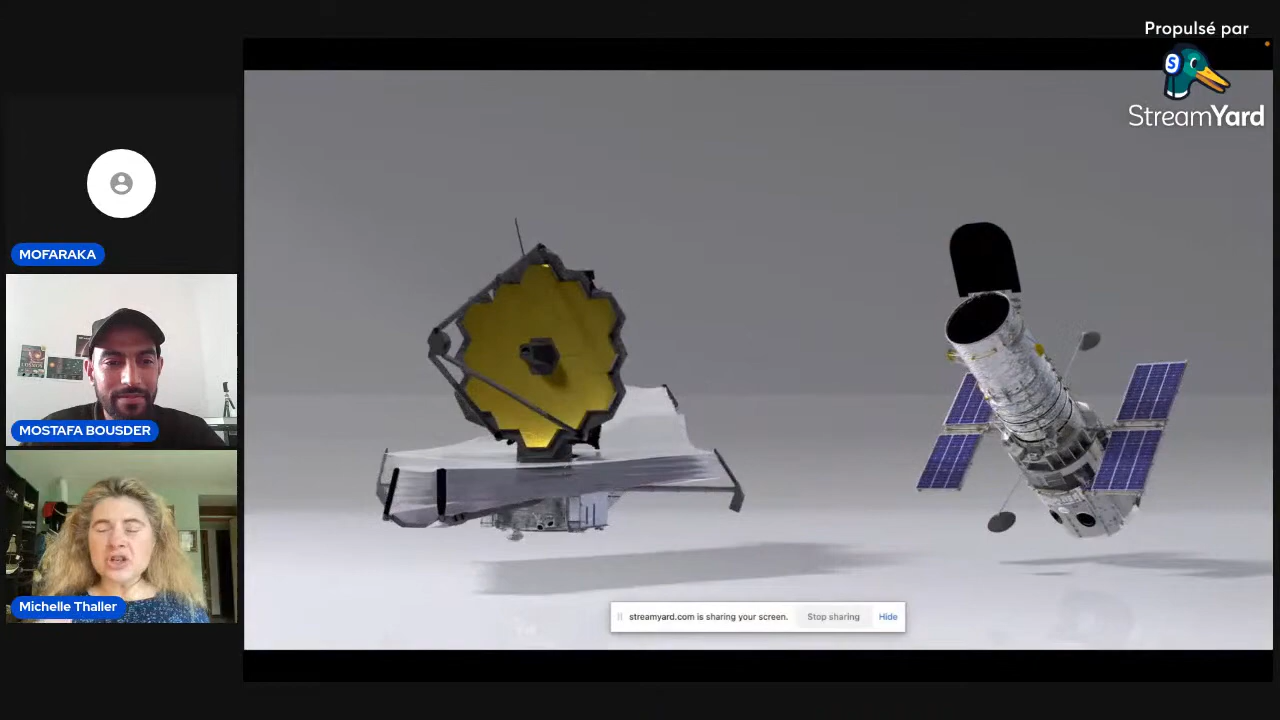 Propulsé par
S
StreamYard
MOFARAKA
MOSTAFA BOUSDER
Michelle Thaller
streamyard.com is sharing your screen.
Stop sharing
Hide